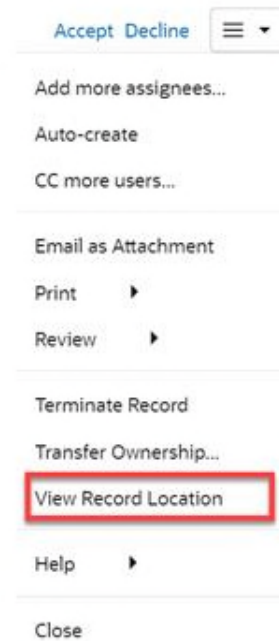 Accept Decline
Add more assignees...
Auto-create
CC more users...
Email as Attachment
Print
Review
Terminate Record
Transfer Ownership...
View Record Location
Help
Close